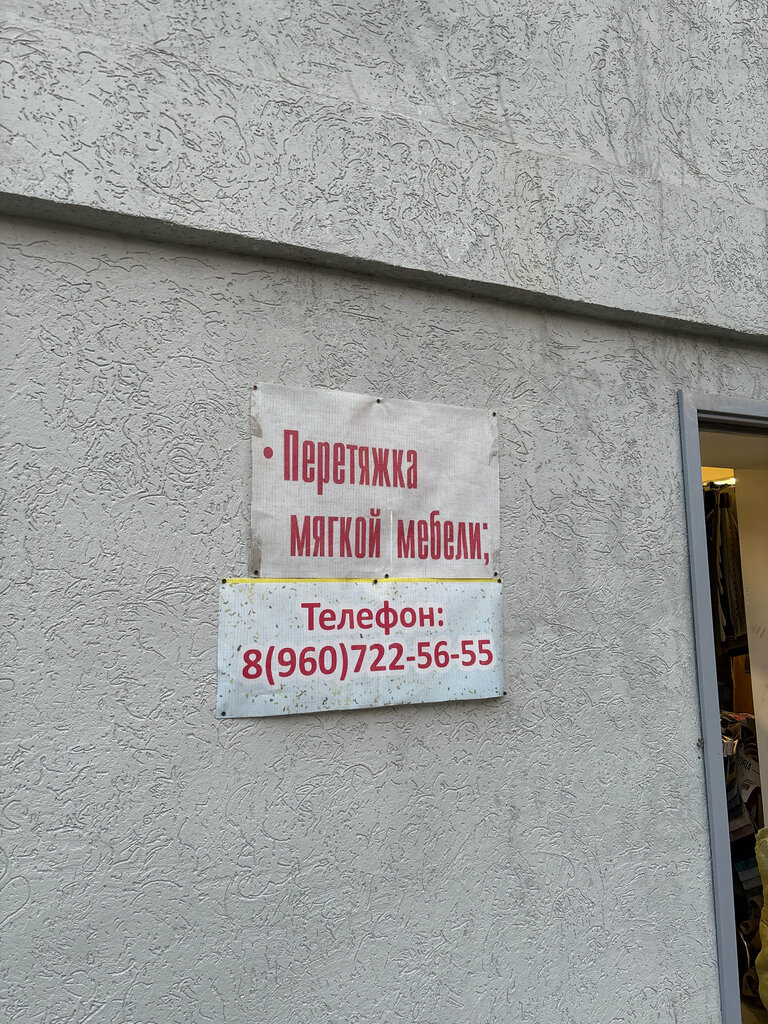 • Перетяжка
мягкой мебели;
Телефон:
8(960)722-56-55